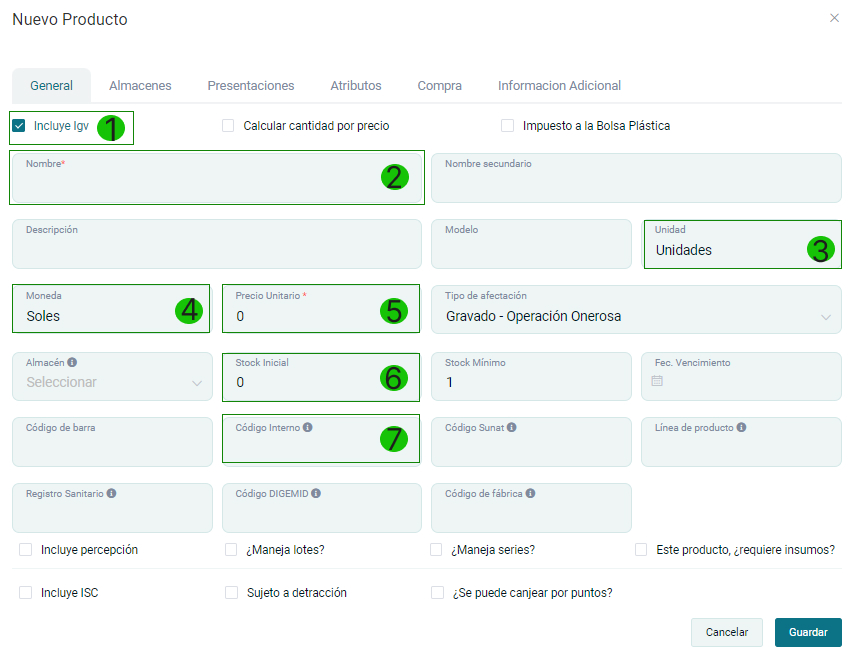 Nuevo Producto
General Almacenes Presentaciones Atributos Compra Informacion Adicional
Incluye Igv 1 Calcular cantidad por precio Impuesto a la Bolsa Plástica
Nombre* 2 Nombre secundario
Descripción Modelo Unidad
Unidades 3
Moneda Precio Unitario * Tipo de afectación
Soles 4 0 5 Gravado - Operación Onerosa
Almacén Stock Inicial Stock Mínimo Fec. Vencimiento
Seleccionar 0 6 1
Código de barra Código Interno 7 Código Sunat Línea de producto
Registro Sanitario Código DIGEMID Código de fábrica
Incluye percepción ¿Maneja lotes? ¿Maneja series? Este producto, ¿requiere insumos?
Incluye ISC Sujeto a detracción ¿Se puede canjear por puntos?
Cancelar Guardar